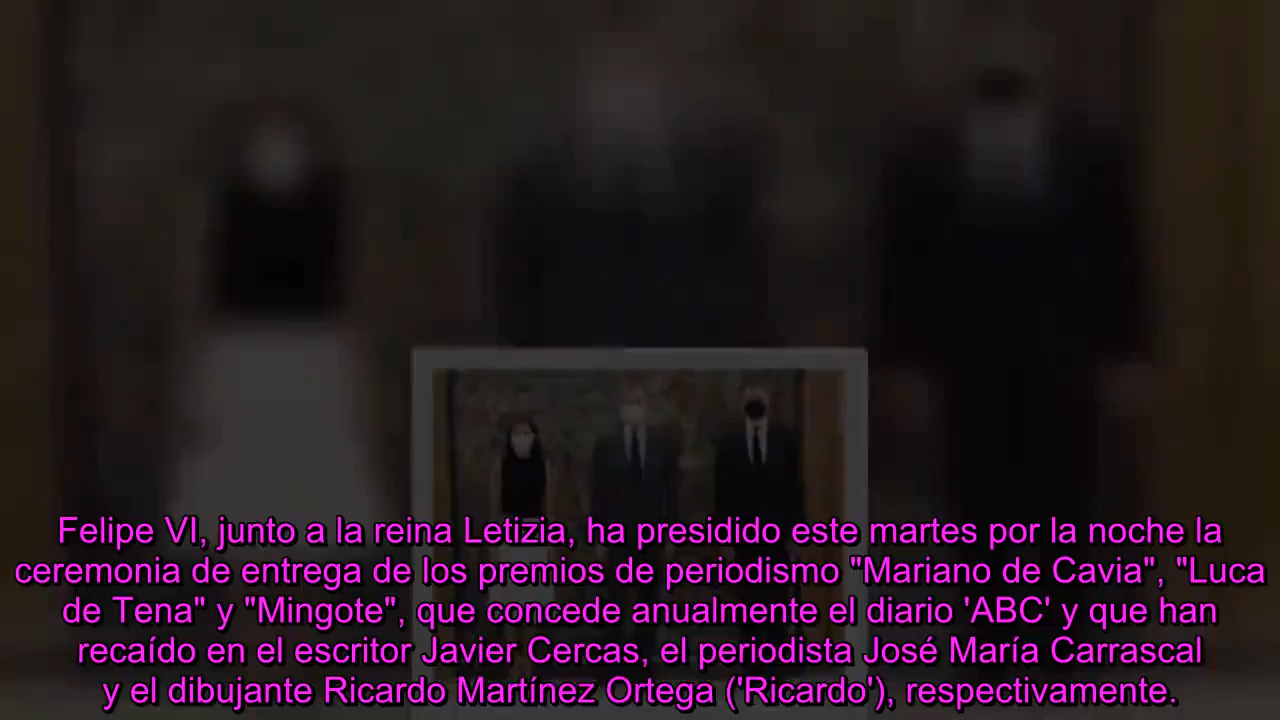 Felipe VI, junto a la reina Letizia, ha presidido este martes por la noche la
ceremonia de entrega de los premios de periodismo "Mariano de Cavia", "Luca
de Tena" y "Mingote", que concede anualmente el diario 'ABC' y que han
recaído en el escritor Javier Cercas, el periodista José María Carrascal
y el dibujante Ricardo Martínez Ortega ('Ricardo'), respectivamente.